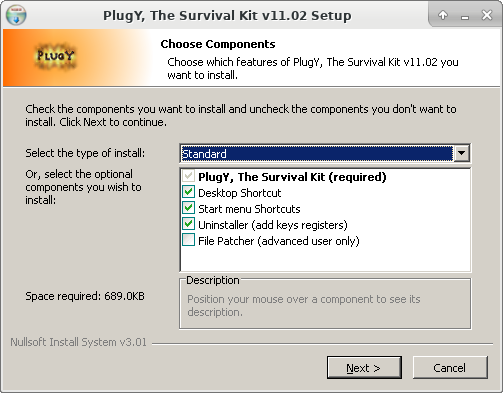 PlugY, The Survival Kit v11.02 Setup
PLUGY
Choose Components
Choose which features of PlugY, The Survival Kit v11.02 you
want to install.
Check the components you want to install and uncheck the components you don't want to
install. Click Next to continue.
Select the type of install:
Standard
Or, select the optional
components you wish to
install:
PlugY, The Survival Kit (required)
Desktop Shortcut
Start menu Shortcuts
Uninstaller (add keys registers)
File Patcher (advanced user only)
Space required: 689.0KB
Description
Position your mouse over a component to see its
description.
Nullsoft Install System v3.01
Next >
Cancel